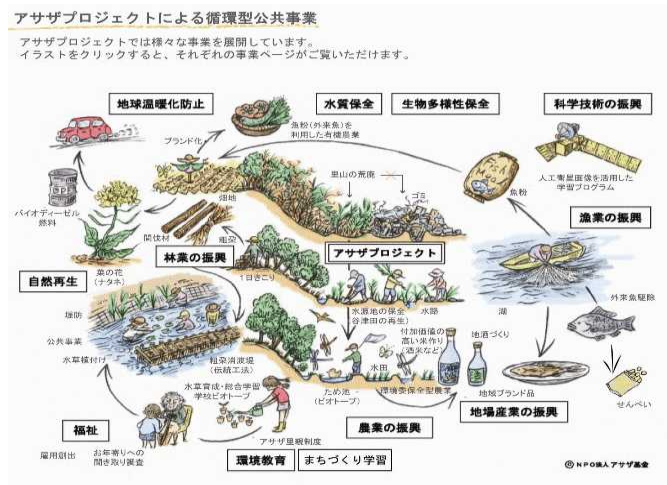 アサザプロジェクトによる循環型公共事業
アサザプロジェクトでは様々な事業を展開しています。
イラストをクリックすると、それぞれの事業ページがご覧いただけます。
地球温暖化防止
水質保全
生物多様性保全
科学技術の振興
ブランド化
魚粉(外来魚)を
利用した有機農業
里山の荒廃
ゴミ
魚粉
人工衛星画像を活用した
学習プログラム
畑地
バイオディーゼル
燃料
間伐材
粗朶
漁業の振興
林業の振興
アサザプロジェクト
菜の花
(ナタネ)
1日きこり
自然再生
水源地の保全
(谷津田の再生)
水路
湖
外来魚駆除
堤防
公共事業
水草植付け
粗朶消波堤
(伝統工法)
付加価値の
高い米作り
(酒米など)
地酒づくり
水田
水草育成・総合学習
学校ビオトープ
ため池
(ビオトープ)
環境保全型農業
地域ブランド品
せんべい
地場産業の振興
福祉
アサザ里親制度
農業の振興
雇用創出
お年寄りへの
聞き取り調査
環境教育
まちづくり学習
NPO法人アサザ基金